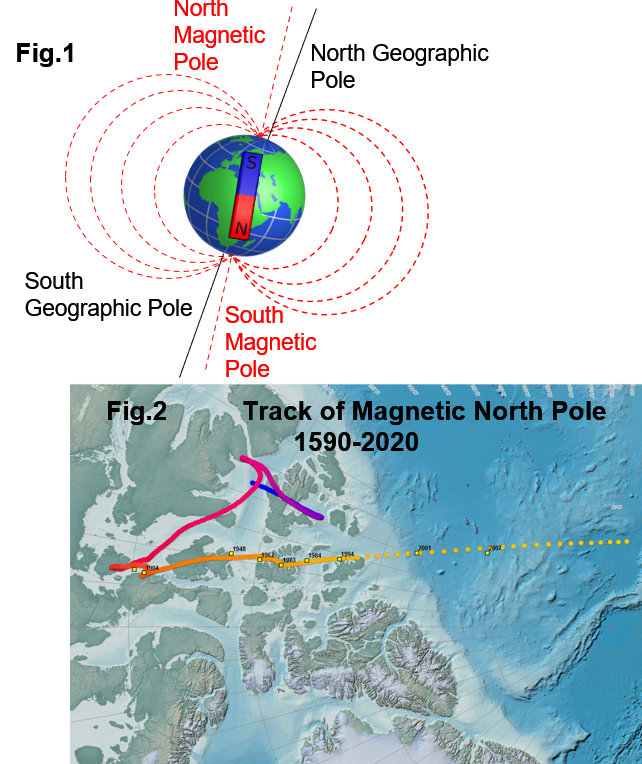 North
Magnetic
Pole
Fig.1
North Geographic
Pole
S
N
South
Geographic Pole
South
Magnetic
Pole
Fig.2
Track of Magnetic North Pole
1590-2020
1948
1962
1973
1984
1994
2001
2007
1904